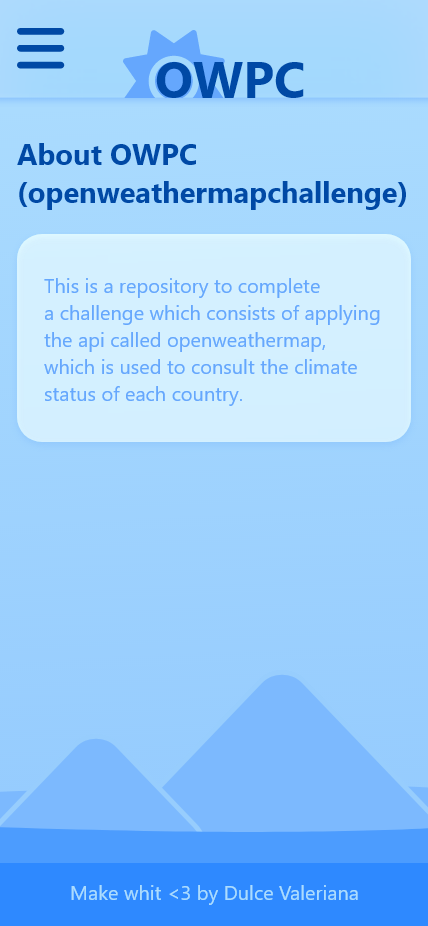 OWPC
About OWPC
(openweathermapchallenge)
This is a repository to complete
a challenge which consists of applying
the api called openweathermap,
which is used to consult the climate
status of each country.
Make whit <3 by Dulce Valeriana